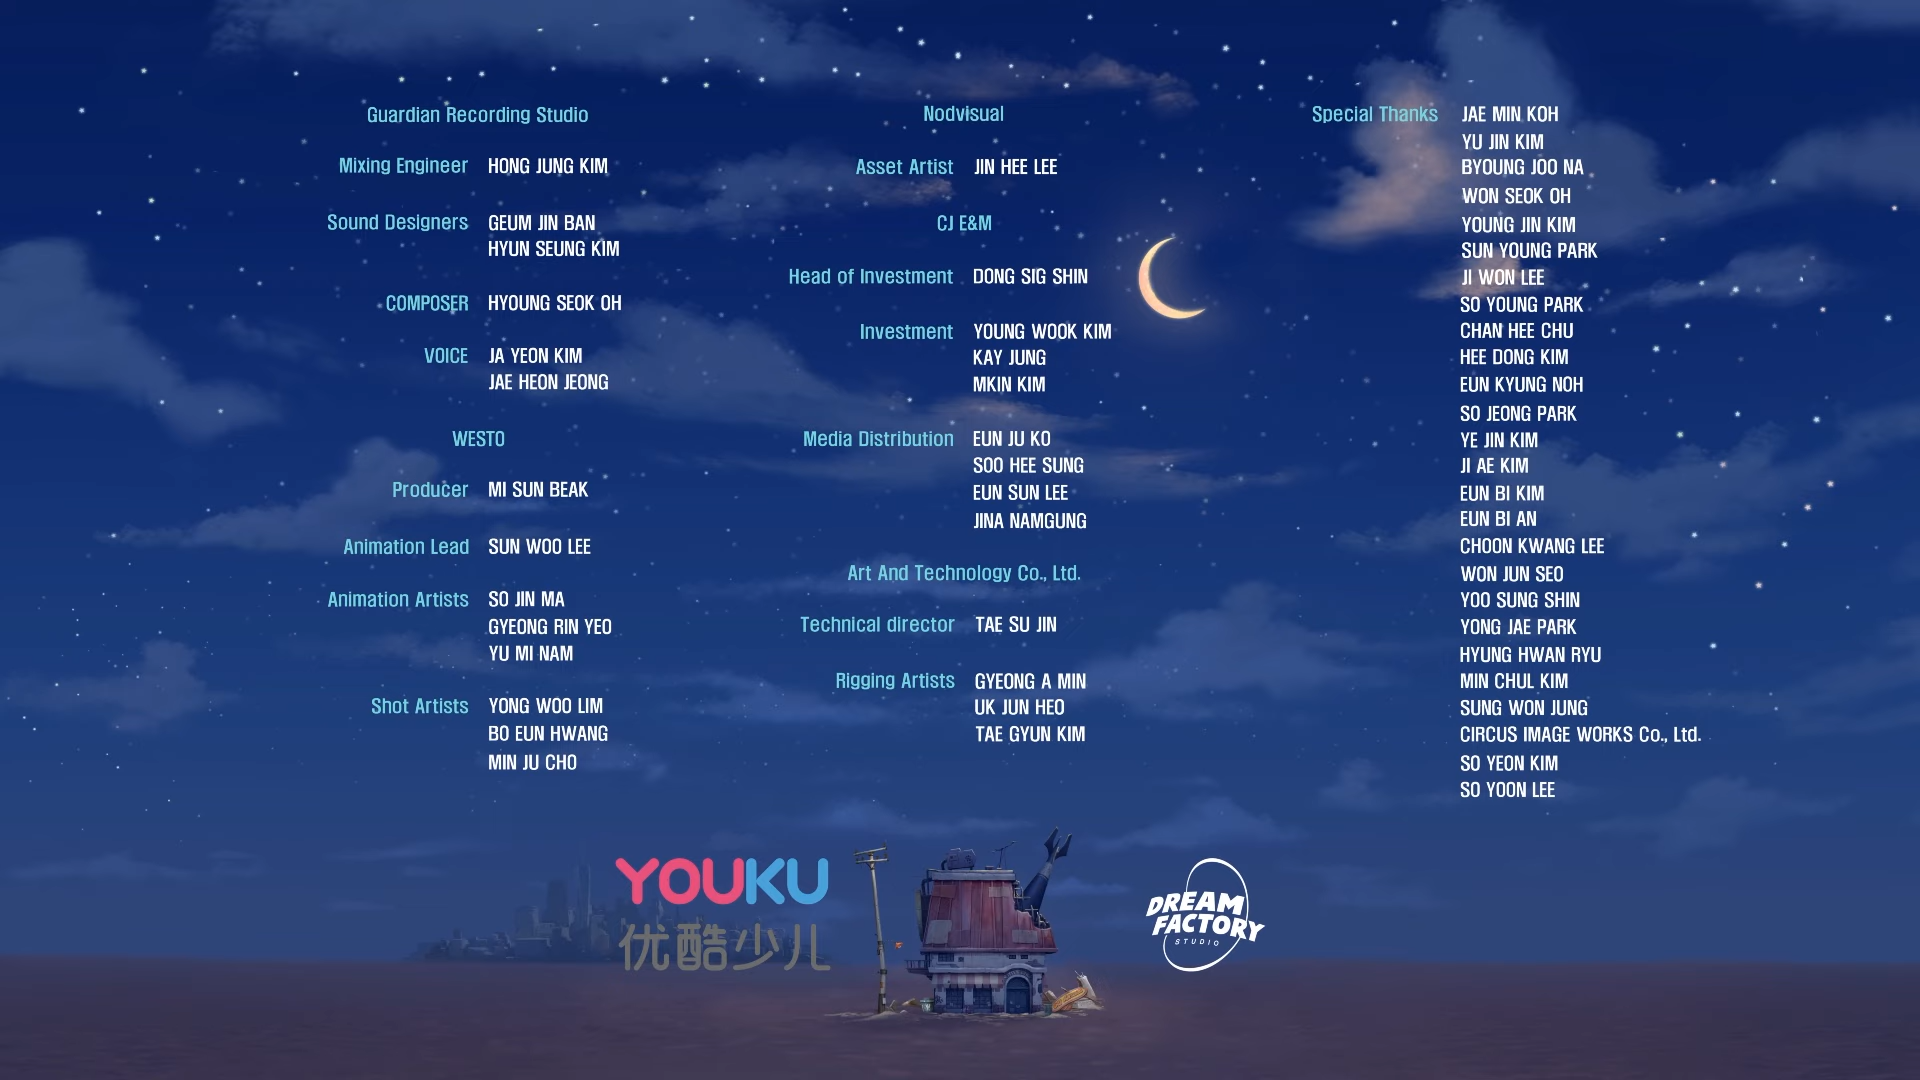 Guardian Recording Studio
Mixing Engineer HONG JUNG KIM
Sound Designers GEUM JIN BAN
HYUN SEUNG KIM
COMPOSER HYOUNG SEOK OH
VOICE JA YEON KIM
JAE HEON JEONG
WESTO
Producer MI SUN BEAK
Animation Lead SUN WOO LEE
Animation Artists SO JIN MA
GYEONG RIN YEO
YU MI NAM
Shot Artists YONG WOO LIM
BO EUN HWANG
MIN JU CHO
Nodvisual
Asset Artist JIN HEE LEE
CJ E&M
Head of Investment DONG SIG SHIN
Investment YOUNG WOOK KIM
KAY JUNG
MKIN KIM
Media Distribution EUN JU KO
SOO HEE SUNG
EUN SUN LEE
JINA NAMGUNG
Art And Technology Co., Ltd.
Technical director TAE SU JIN
Rigging Artists GYEONG A MIN
UK JUN HEO
TAE GYUN KIM
Special Thanks JAE MIN KOH
YU JIN KIM
BYOUNG JOO NA
WON SEOK OH
YOUNG JIN KIM
SUN YOUNG PARK
JI WON LEE
SO YOUNG PARK
CHAN HEE CHU
HEE DONG KIM
EUN KYUNG NOH
SO JEONG PARK
YE JIN KIM
JI AE KIM
EUN BI KIM
EUN BI AN
CHOON KWANG LEE
WON JUN SEO
YOO SUNG SHIN
YONG JAE PARK
HYUNG HWAN RYU
MIN CHUL KIM
SUNG WON JUNG
CIRCUS IMAGE WORKS Co., Ltd.
SO YEON KIM
SO YOON LEE
YOUKU
优酷少儿
DREAM
FACTORY
STUDIO